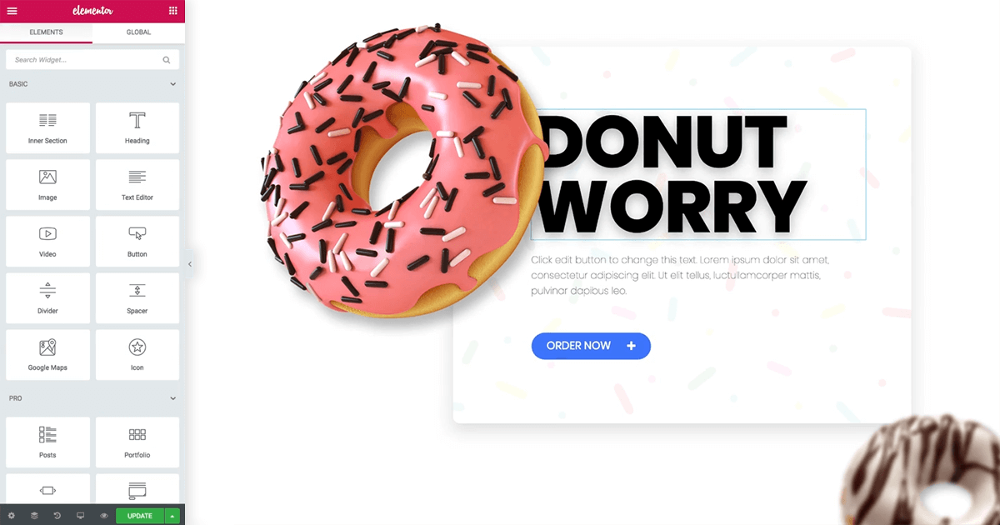 elementor
ELEMENTS
GLOBAL
Search Widget...
BASIC
Inner Section
Heading
Image
Text Editor
Video
Button
Divider
Spacer
Google Maps
Icon
PRO
Posts
Portfolio
UPDATE
DONUT
WORRY
Click edit button to change this text. Lorem ipsum dolor sit amet,
consectetur adipiscing elit. Ut elit tellus, luctullamcorper mattis,
pulvinar dapibus leo.
ORDER NOW